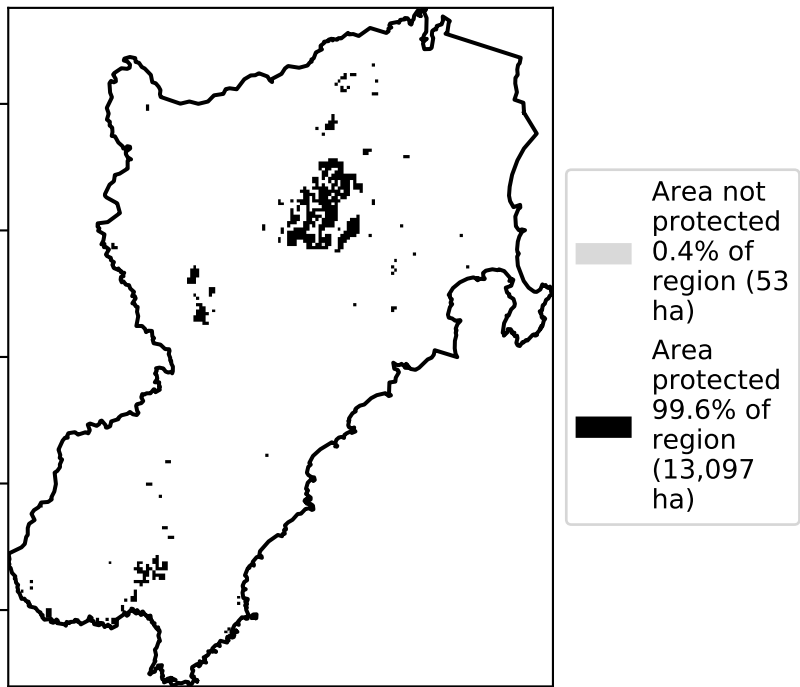 Area not
protected
0.4% of
region (53
ha)
Area
protected
99.6% of
region
(13,097
ha)